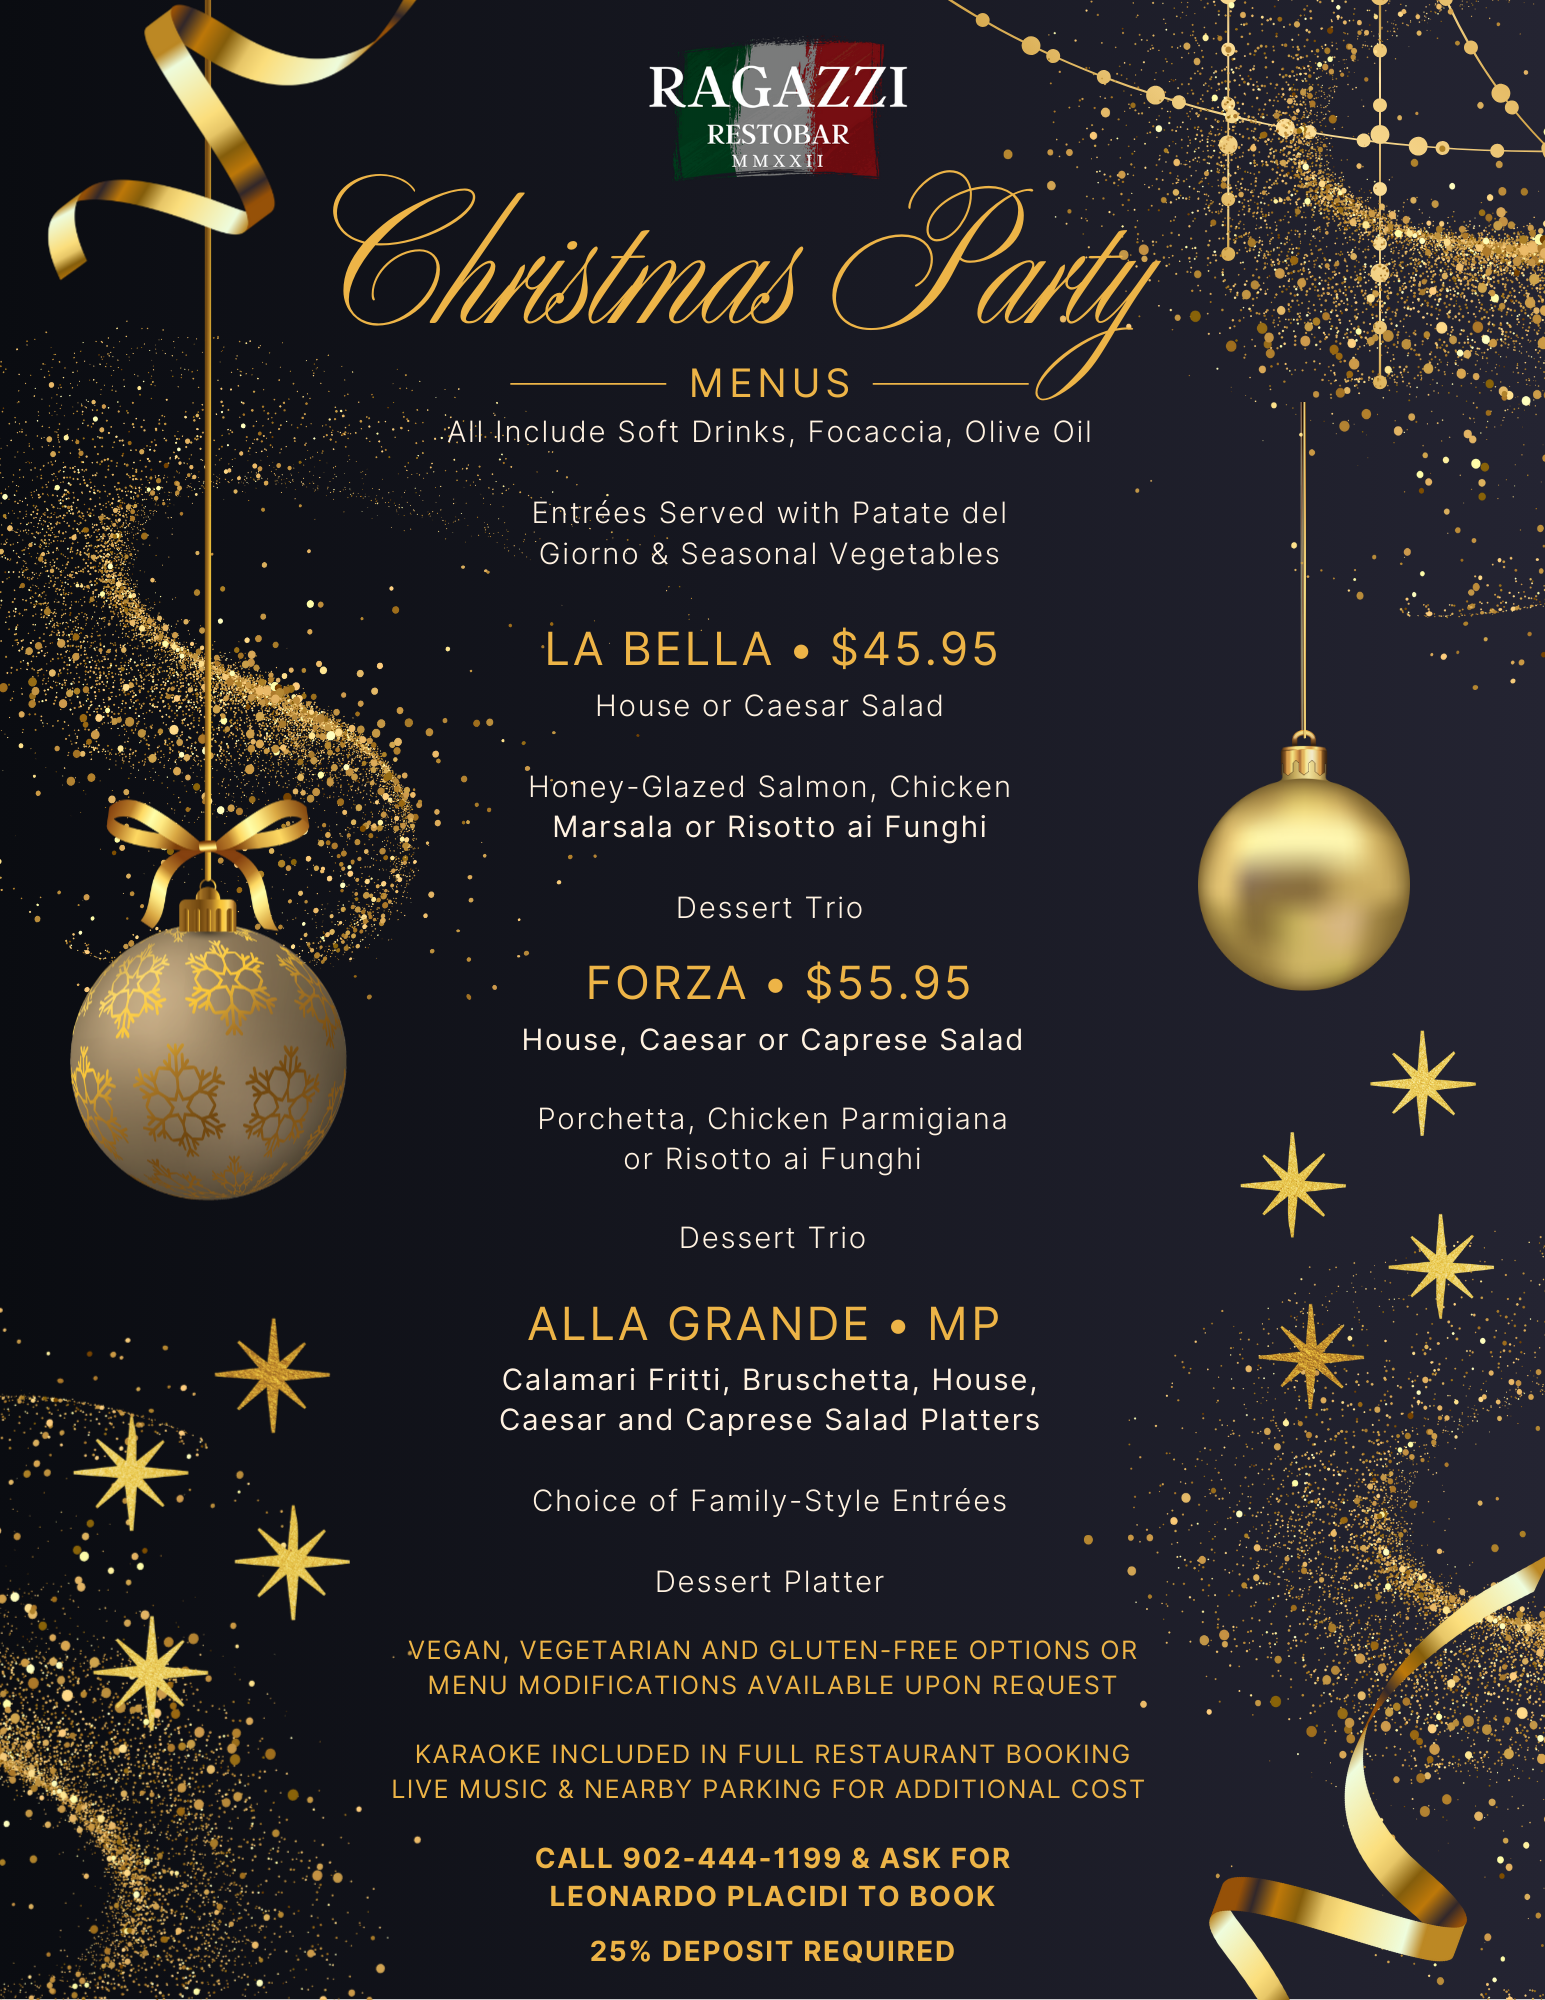 RAGAZZI
RESTOBAR
MMXXII
Christmas Party
MENUS
All Include Soft Drinks, Focaccia, Olive Oil
Entrées Served with Patate del
Giorno & Seasonal Vegetables
LA BELLA • $45.95
House or Caesar Salad
Honey-Glazed Salmon, Chicken
Marsala or Risotto ai Funghi
Dessert Trio
FORZA • $55.95
House, Caesar or Caprese Salad
Porchetta, Chicken Parmigiana
or Risotto ai Funghi
Dessert Trio
ALLA GRANDE • MP
Calamari Fritti, Bruschetta, House,
Caesar and Caprese Salad Platters
Choice of Family-Style Entrées
Dessert Platter
VEGAN, VEGETARIAN AND GLUTEN-FREE OPTIONS OR
MENU MODIFICATIONS AVAILABLE UPON REQUEST
KARAOKE INCLUDED IN FULL RESTAURANT BOOKING
LIVE MUSIC & NEARBY PARKING FOR ADDITIONAL COST
CALL 902-444-1199 & ASK FOR
LEONARDO PLACIDI TO BOOK
25% DEPOSIT REQUIRED